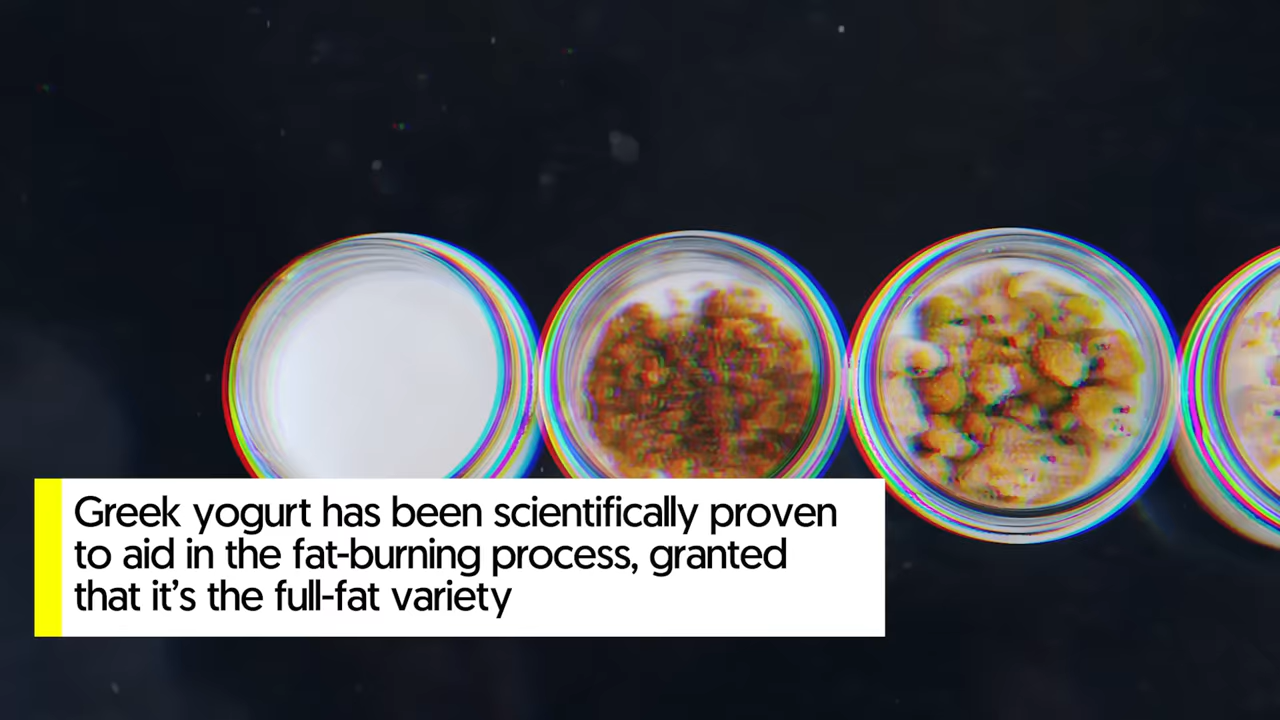 Greek yogurt has been scientifically proven
to aid in the fat-burning process, granted
that it's the full-fat variety